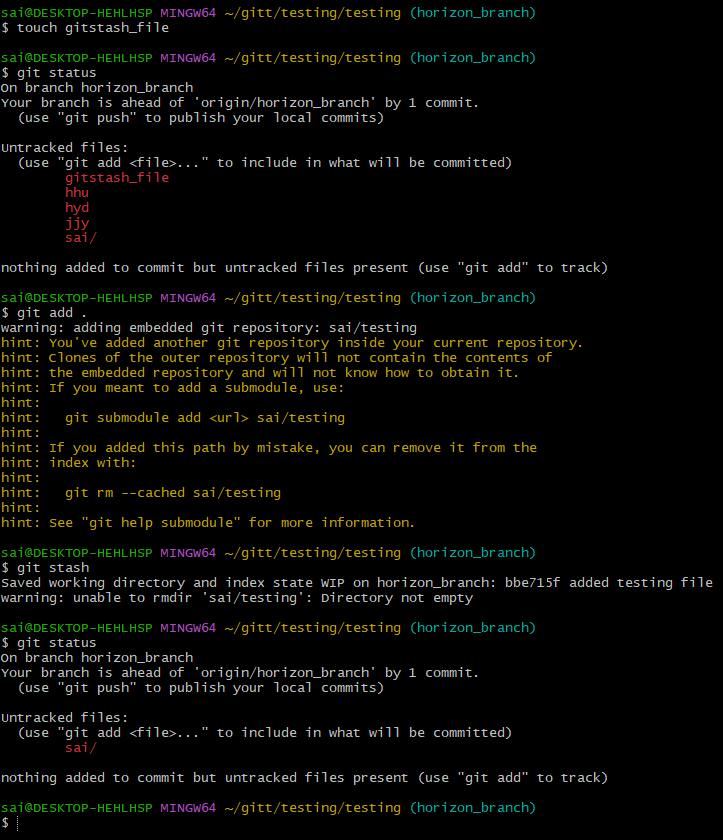 sai@DESKTOP-HEHLHSP MINGW64 ~/gitt/testing/testing (horizon_branch)
$ touch gitstash_file
sai@DESKTOP-HEHLHSP MINGW64 ~/gitt/testing/testing (horizon_branch)
$ git status
On branch horizon_branch
Your branch is ahead of 'origin/horizon_branch' by 1 commit.
  (use "git push" to publish your local commits)
Untracked files:
  (use "git add <file>..." to include in what will be committed)
        gitstash_file
        hhu
        hyd
        jjy
        sai/
nothing added to commit but untracked files present (use "git add" to track)
sai@DESKTOP-HEHLHSP MINGW64 ~/gitt/testing/testing (horizon_branch)
$ git add .
warning: adding embedded git repository: sai/testing
hint: You've added another git repository inside your current repository.
hint: Clones of the outer repository will not contain the contents of
hint: the embedded repository and will not know how to obtain it.
hint: If you meant to add a submodule, use:
hint:
hint:   git submodule add <url> sai/testing
hint:
hint: If you added this path by mistake, you can remove it from the
hint: index with:
hint:
hint:   git rm --cached sai/testing
hint:
hint: See "git help submodule" for more information.
sai@DESKTOP-HEHLHSP MINGW64 ~/gitt/testing/testing (horizon_branch)
$ git stash
Saved working directory and index state WIP on horizon_branch: bbe715f added testing file
warning: unable to rmdir 'sai/testing': Directory not empty
sai@DESKTOP-HEHLHSP MINGW64 ~/gitt/testing/testing (horizon_branch)
$ git status
On branch horizon_branch
Your branch is ahead of 'origin/horizon_branch' by 1 commit.
  (use "git push" to publish your local commits)
Untracked files:
  (use "git add <file>..." to include in what will be committed)
        sai/
nothing added to commit but untracked files present (use "git add" to track)
sai@DESKTOP-HEHLHSP MINGW64 ~/gitt/testing/testing (horizon_branch)
$